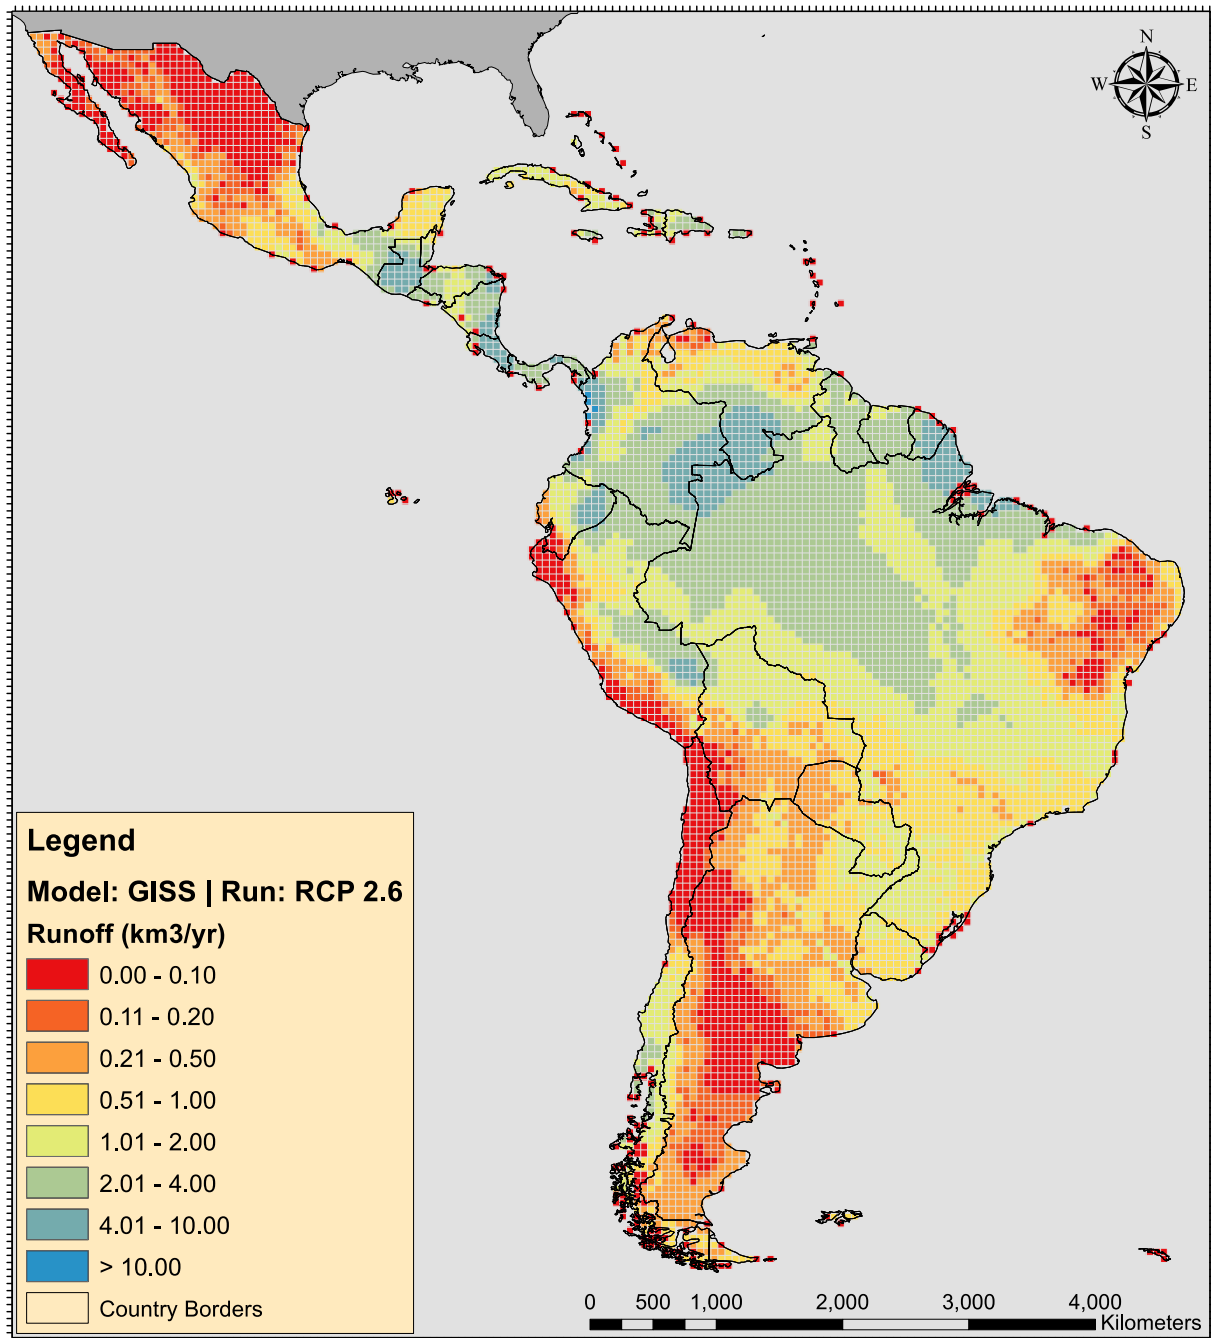 N
W E
S
Legend
Model: GISS | Run: RCP 2.6
Runoff (km3/yr)
0.00 - 0.10
0.11 - 0.20
0.21 - 0.50
0.51 - 1.00
1.01 - 2.00
2.01 - 4.00
4.01 - 10.00
> 10.00
Country Borders
0 500 1,000 2,000 3,000 4,000
Kilometers